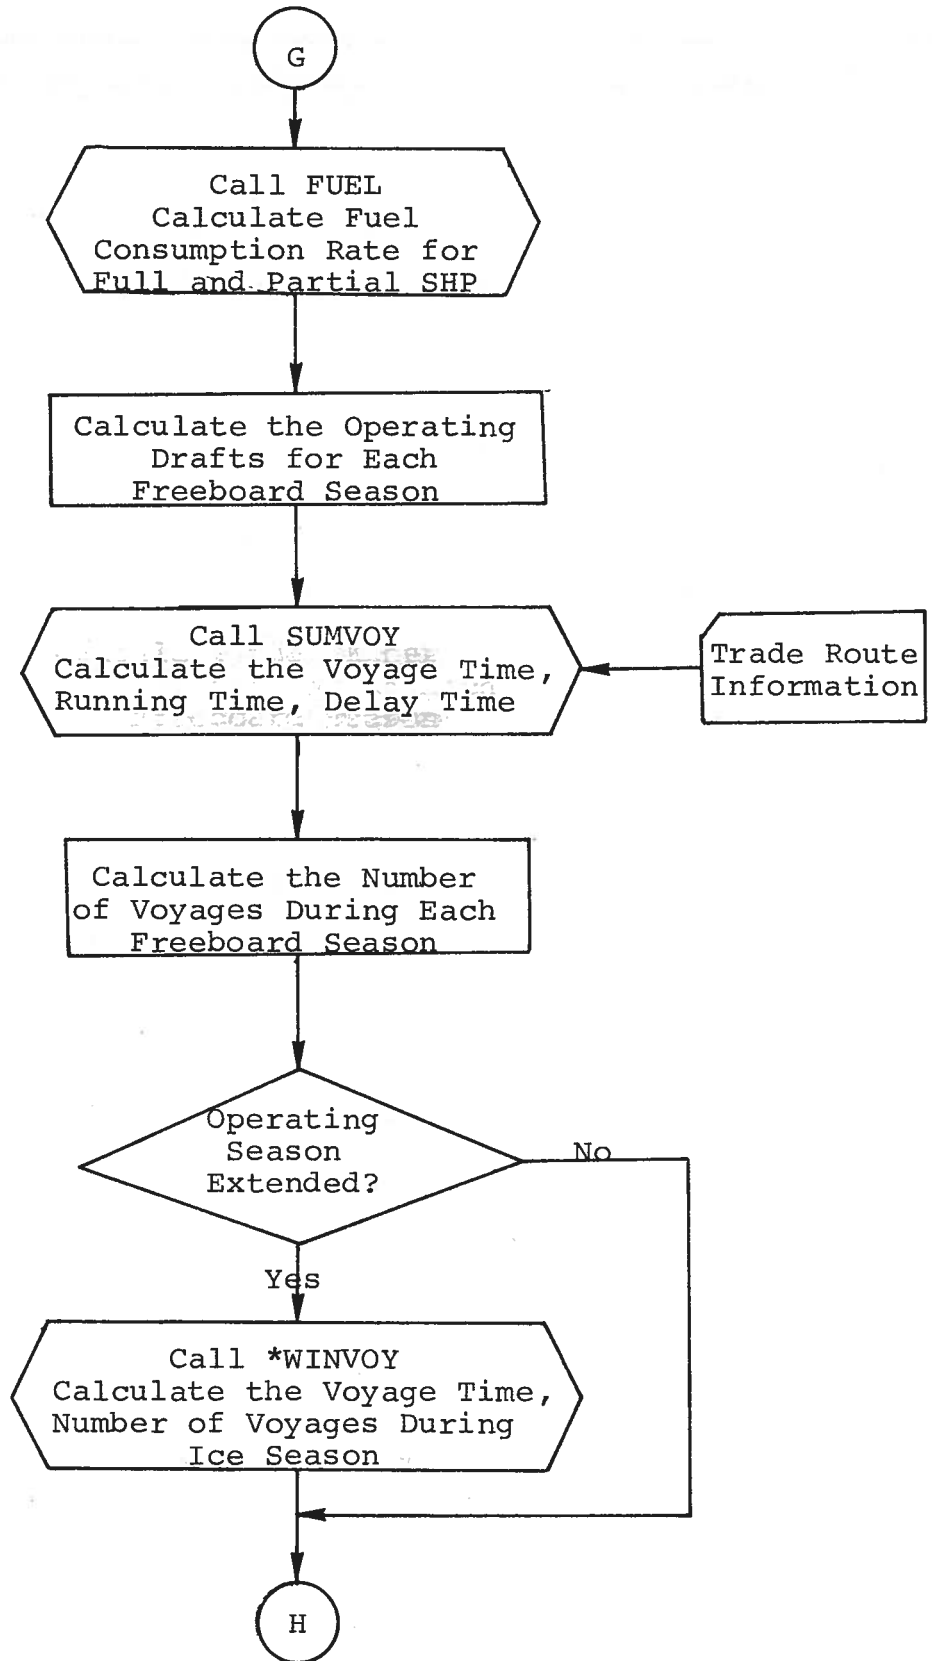 G
Call FUEL
Calculate Fuel
Consumption Rate for
Full and Partial SHP
Calculate the Operating
Drafts for Each
Freeboard Season
Call SUMVOY
Calculate the Voyage Time,
Running Time, Delay Time
Trade Route
Information
Calculate the Number
of Voyages During Each
Freeboard Season
Operating
Season
Extended?
No
Yes
Call *WINVOY
Calculate the Voyage Time,
Number of Voyages During
Ice Season
H